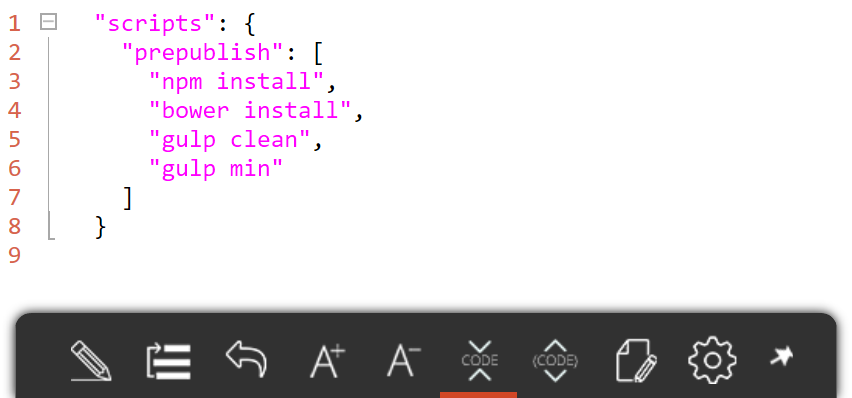 1 "scripts": {
2 "prepublish": [
3 "npm install",
4 "bower install",
5 "gulp clean",
6 "gulp min"
7 ]
8 }
9
A+ A- CODE {CODE}